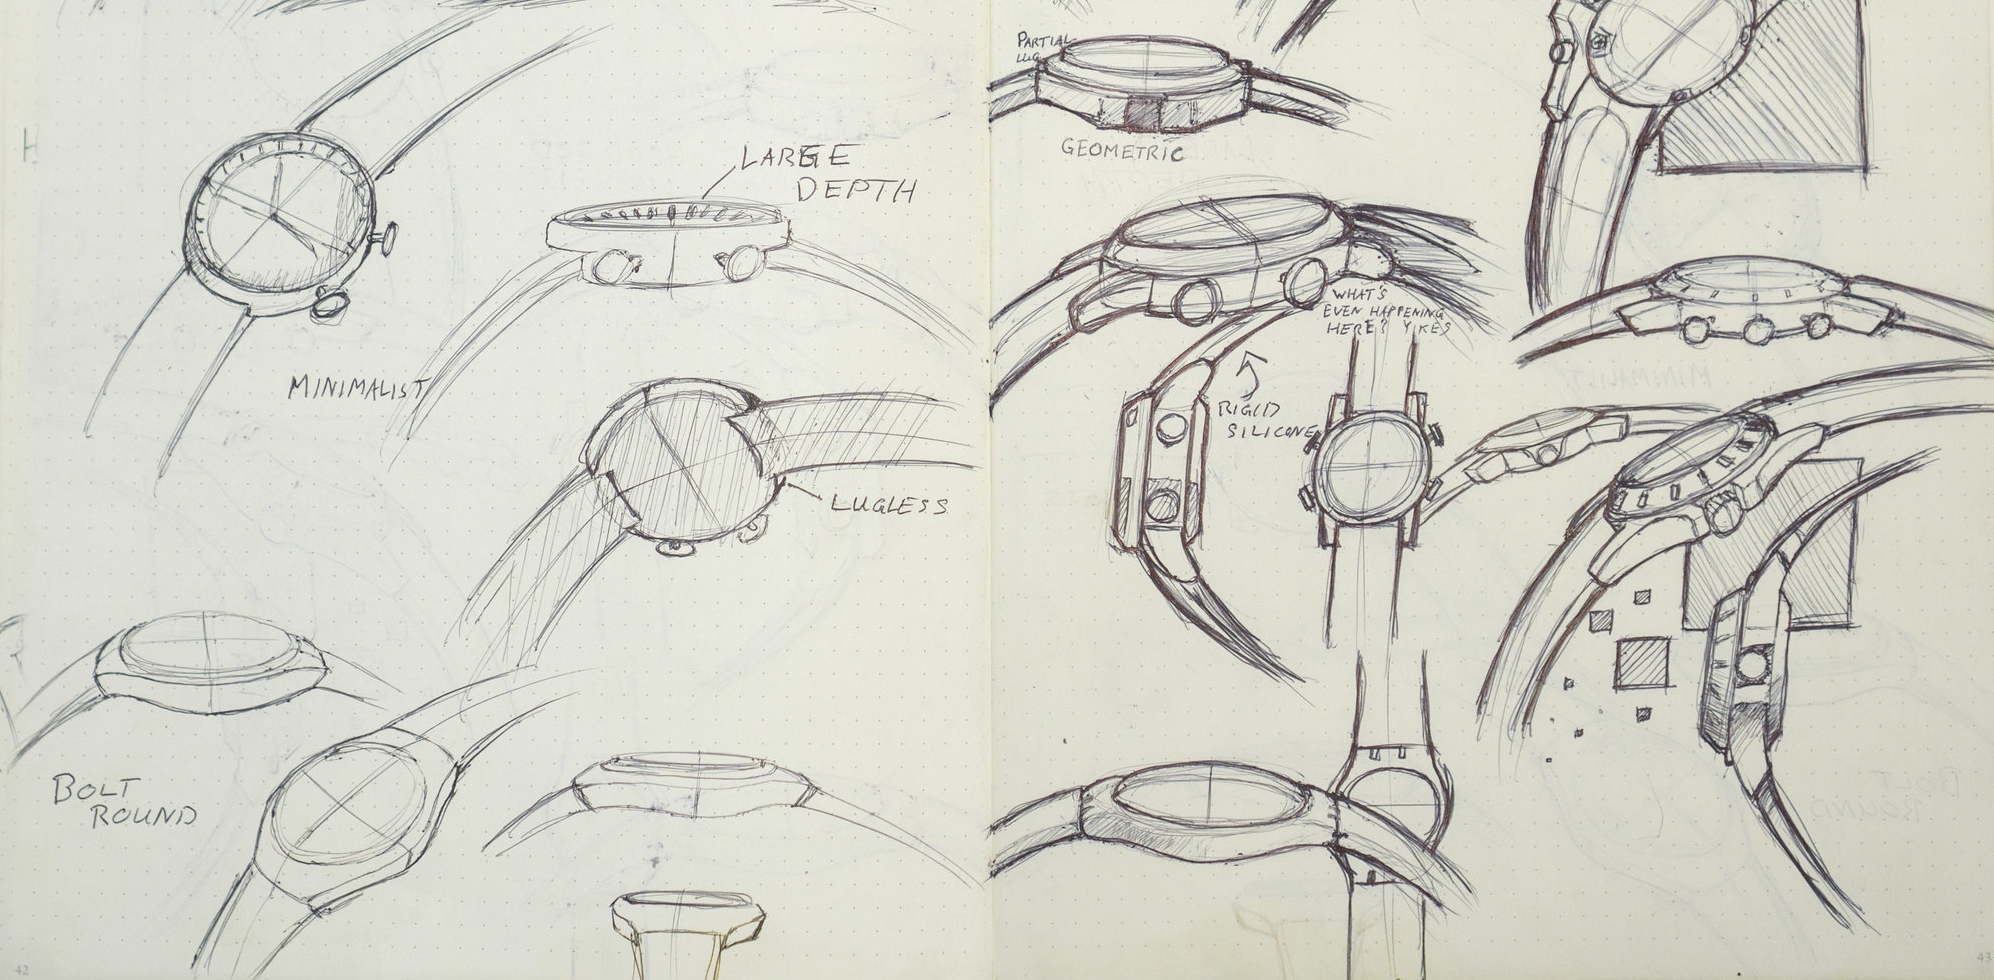 H
LARGE
DEPTH
MINIMALIST
LUGLESS
BOLT
ROUND
42
PARTIAL
LUG
GEOMETRIC
WHAT'S
EVEN HAPPENING
HERE? YIKES
RIGID
SILICONE
43